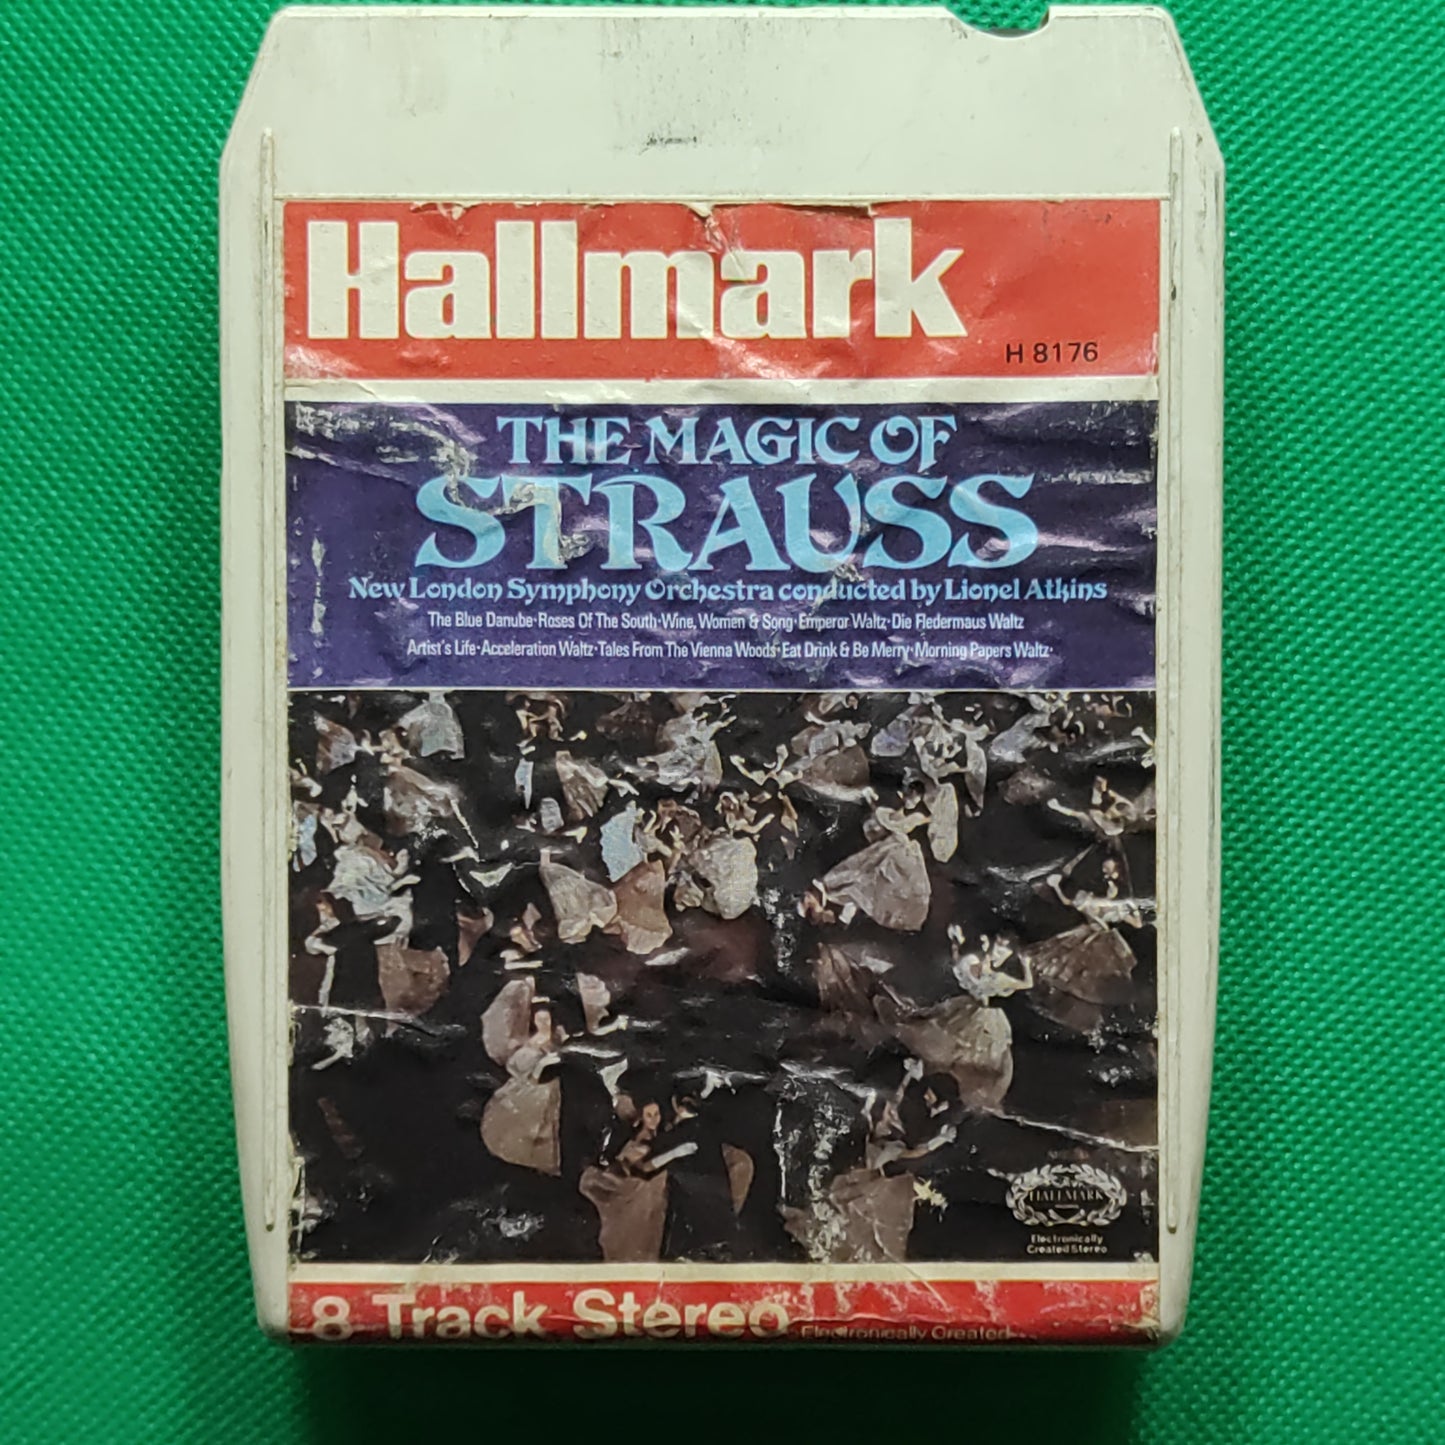 Hallmark
H 8176
THE MAGIC OF
STRAUSS
New London Symphony Orchestra conducted by Lionel Atkins
The Blue Danube·Roses Of The South·Wine, Women & Song·Emperor Waltz·Die Fledermaus Waltz
Artist's Life·Acceleration Waltz·Tales From The Vienna Woods·Eat Drink & Be Merry·Morning Papers Waltz·
HALLMARK
Electronically
Created Stereo
8 Track Stereo Electronically Created